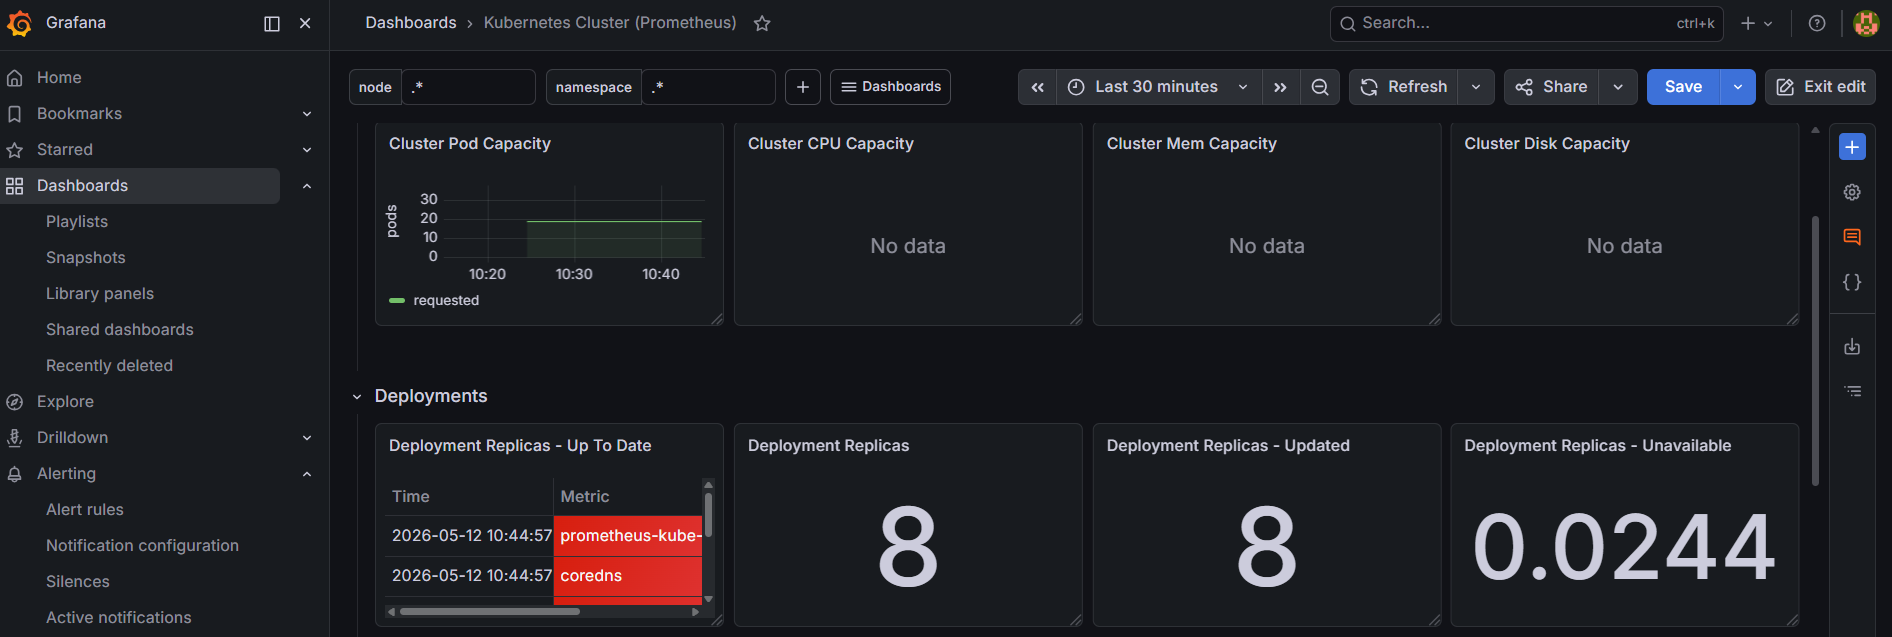 Grafana
Dashboards › Kubernetes Cluster (Prometheus)
Search...
ctrl+k
Home
Bookmarks
Starred
Dashboards
Playlists
Snapshots
Library panels
Shared dashboards
Recently deleted
Explore
Drilldown
Alerting
Alert rules
Notification configuration
Silences
Active notifications
node .*
namespace .*
Dashboards
Last 30 minutes
Refresh
Share
Save
Exit edit
Cluster Pod Capacity
pods
30
20
10
0
10:20 10:30 10:40
requested
Cluster CPU Capacity
No data
Cluster Mem Capacity
No data
Cluster Disk Capacity
No data
Deployments
Deployment Replicas - Up To Date
Time Metric
2026-05-12 10:44:57 prometheus-kube-
2026-05-12 10:44:57 coredns
Deployment Replicas
8
Deployment Replicas - Updated
8
Deployment Replicas - Unavailable
0.0244